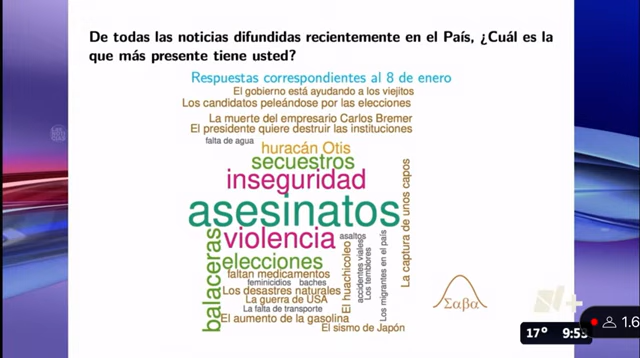 De todas las noticias difundidas recientemente en el País, ¿Cuál es la
que más presente tiene usted?
Respuestas correspondientes al 8 de enero
El gobierno está ayudando a los viejitos
Los candidatos peleándose por las elecciones
La muerte del empresario Carlos Bremer
El presidente quiere destruir las instituciones
falta de agua
huracán Otis
secuestros
inseguridad
asesinatos
violencia
asaltos
elecciones
balaceras
faltan medicamentos
feminicidios baches
Los desastres naturales
La guerra de USA
La falta de transporte
El aumento de la gasolina
El huachicoleo
accidentes viales
Los temblores
Los migrantes en el país
La captura de unos capos
El sismo de Japón
Σαβα
N+
17° 9:53
1.6